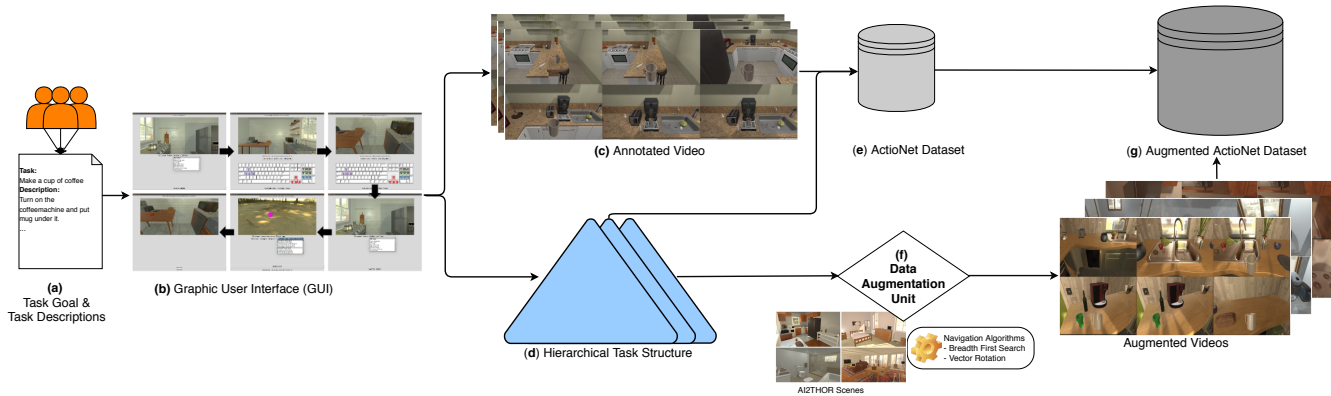 Task:
Make a cup of coffee
Description:
Turn on the
coffeemachine and put
mug under it.
...
(a)
Task Goal &
Task Descriptions
(b) Graphic User Interface (GUI)
(c) Annotated Video
(d) Hierarchical Task Structure
(e) ActioNet Dataset
(f)
Data
Augmentation
Unit
AI2THOR Scenes
Navigation Algorithms
- Breadth First Search
- Vector Rotation
(g) Augmented ActioNet Dataset
Augmented Videos